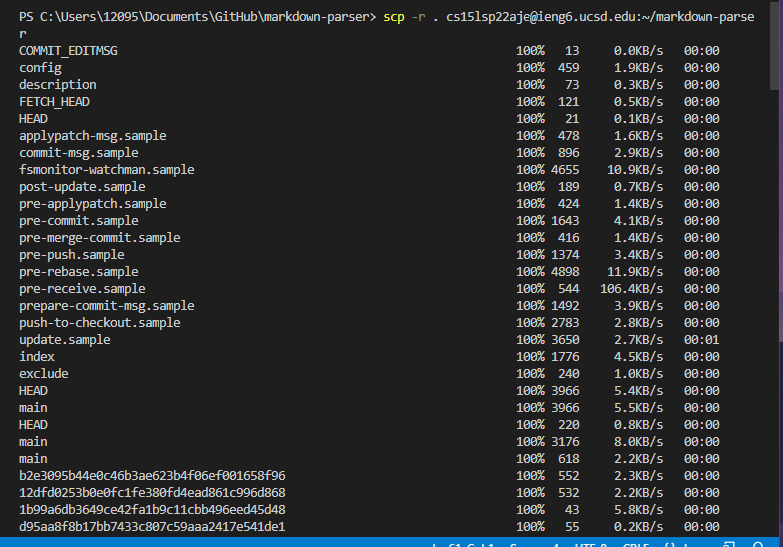 PS C:\Users\12095\Documents\GitHub\markdown-parser> scp -r . cs15lsp22aje@ieng6.ucsd.edu:~/markdown-parse
r
COMMIT_EDITMSG 100% 13 0.0KB/s 00:00
config 100% 459 1.9KB/s 00:00
description 100% 73 0.3KB/s 00:00
FETCH_HEAD 100% 121 0.5KB/s 00:00
HEAD 100% 21 0.1KB/s 00:00
applypatch-msg.sample 100% 478 1.6KB/s 00:00
commit-msg.sample 100% 896 2.9KB/s 00:00
fsmonitor-watchman.sample 100% 4655 10.9KB/s 00:00
post-update.sample 100% 189 0.7KB/s 00:00
pre-applypatch.sample 100% 424 1.4KB/s 00:00
pre-commit.sample 100% 1643 4.1KB/s 00:00
pre-merge-commit.sample 100% 416 1.4KB/s 00:00
pre-push.sample 100% 1374 3.4KB/s 00:00
pre-rebase.sample 100% 4898 11.9KB/s 00:00
pre-receive.sample 100% 544 106.4KB/s 00:00
prepare-commit-msg.sample 100% 1492 3.9KB/s 00:00
push-to-checkout.sample 100% 2783 2.8KB/s 00:00
update.sample 100% 3650 2.7KB/s 00:01
index 100% 1776 4.5KB/s 00:00
exclude 100% 240 1.0KB/s 00:00
HEAD 100% 3966 5.4KB/s 00:00
main 100% 3966 5.5KB/s 00:00
HEAD 100% 220 0.8KB/s 00:00
main 100% 3176 8.0KB/s 00:00
main 100% 618 2.2KB/s 00:00
b2e3095b44e0c46b3ae623b4f06ef001658f96 100% 552 2.3KB/s 00:00
12dfd0253b0e0fc1fe380fd4ead861c996d868 100% 532 2.2KB/s 00:00
1b99a6db3649ce42fa1b9c11cbb496eed45d48 100% 43 5.8KB/s 00:00
d95aa8f8b17bb7433c807c59aaa2417e541de1 100% 55 0.2KB/s 00:00